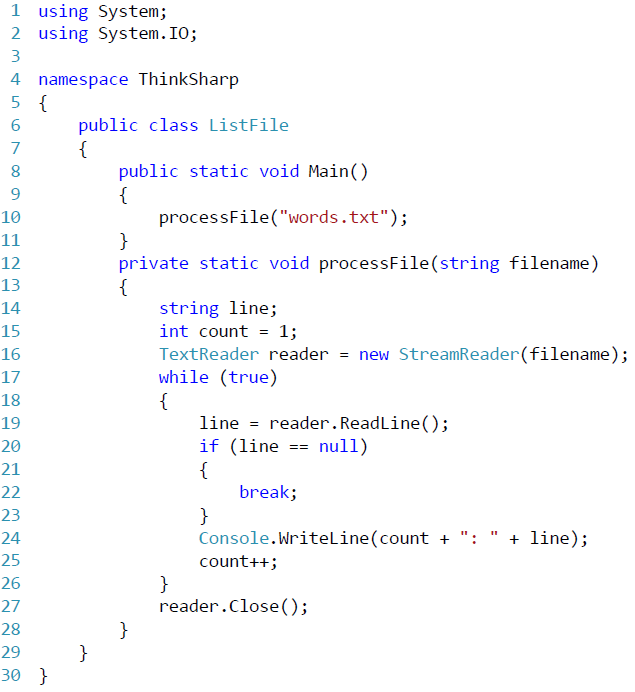 1 using System;
2 using System.IO;
3
4 namespace ThinkSharp
5 {
6     public class ListFile
7     {
8         public static void Main()
9         {
10             processFile("words.txt");
11         }
12         private static void processFile(string filename)
13         {
14             string line;
15             int count = 1;
16             TextReader reader = new StreamReader(filename);
17             while (true)
18             {
19                 line = reader.ReadLine();
20                 if (line == null)
21                 {
22                     break;
23                 }
24                 Console.WriteLine(count + ": " + line);
25                 count++;
26             }
27             reader.Close();
28         }
29     }
30 }